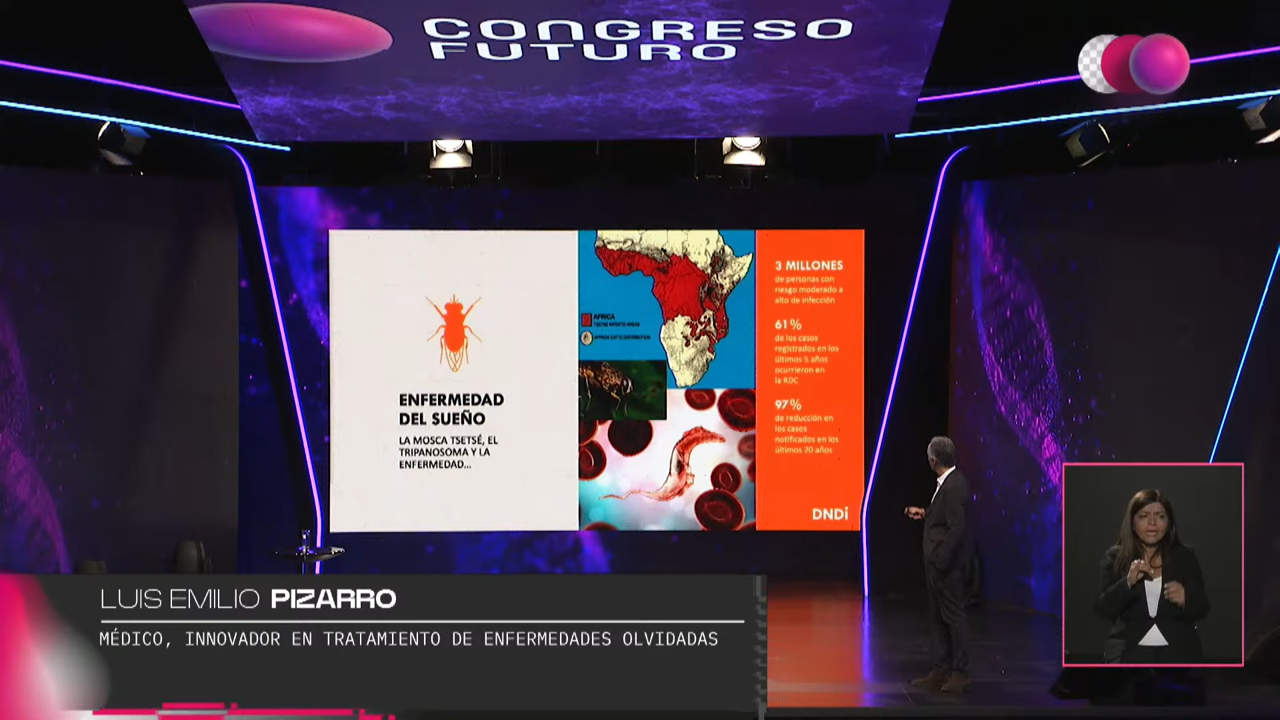 CONGRESO
FUTURO
ENFERMEDAD
DEL SUEÑO
LA MOSCA TSETSÉ, EL
TRIPANOSOMA Y LA
ENFERMEDAD...
AFRICA
3 MILLONES
de personas con
riesgo moderado a
alto de infección
61%
de los casos
registrados en los
últimos 5 años
ocurrieron en
la RDC
97%
de reducción en
los casos
notificados en los
últimos 20 años
DNDi
LUIS EMILIO PIZARRO
MÉDICO, INNOVADOR EN TRATAMIENTO DE ENFERMEDADES OLVIDADAS